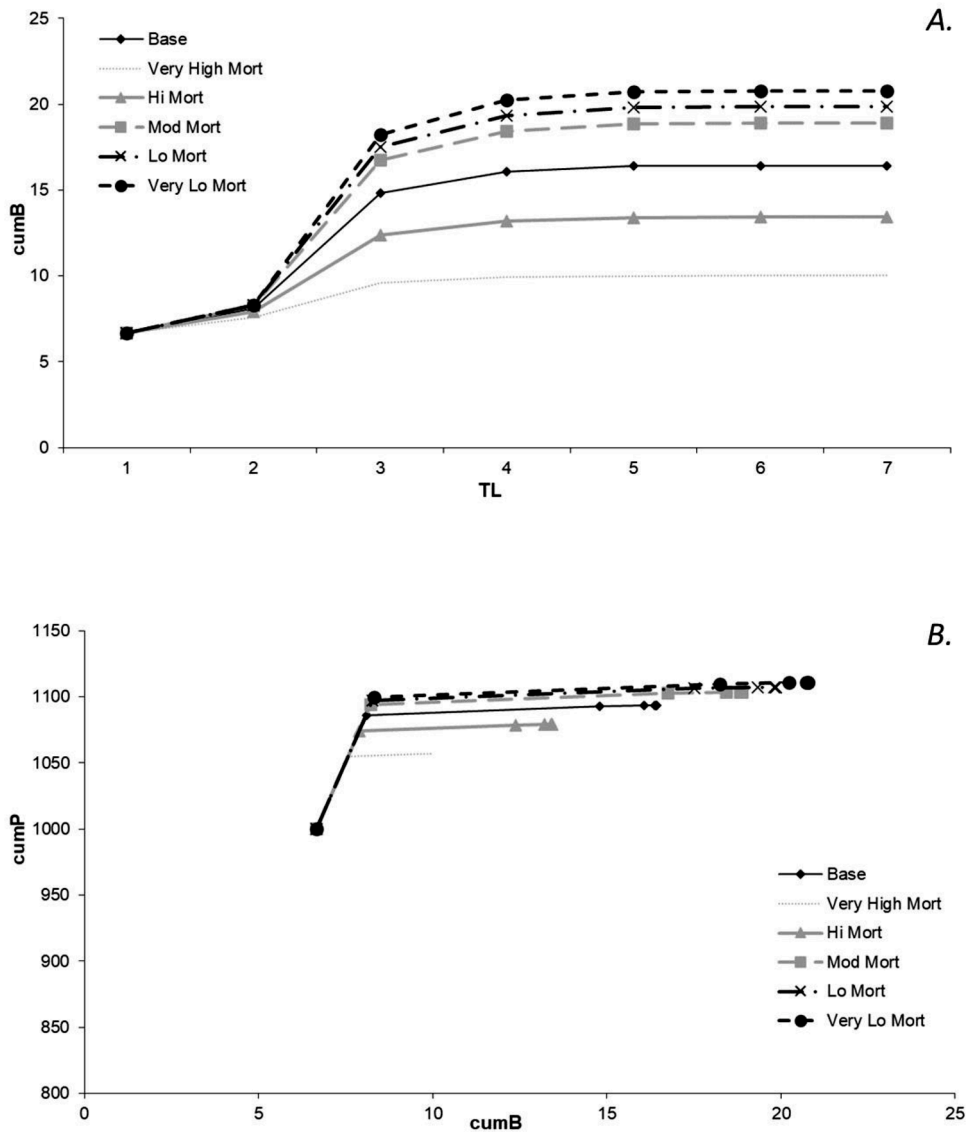 A.
25
20
15
10
5
0
cumB
Base
Very High Mort
Hi Mort
Mod Mort
Lo Mort
Very Lo Mort
1 2 3 4 5 6 7
TL
B.
1150
1100
1050
1000
950
900
850
800
cumP
Base
Very High Mort
Hi Mort
Mod Mort
Lo Mort
Very Lo Mort
0 5 10 15 20 25
cumB